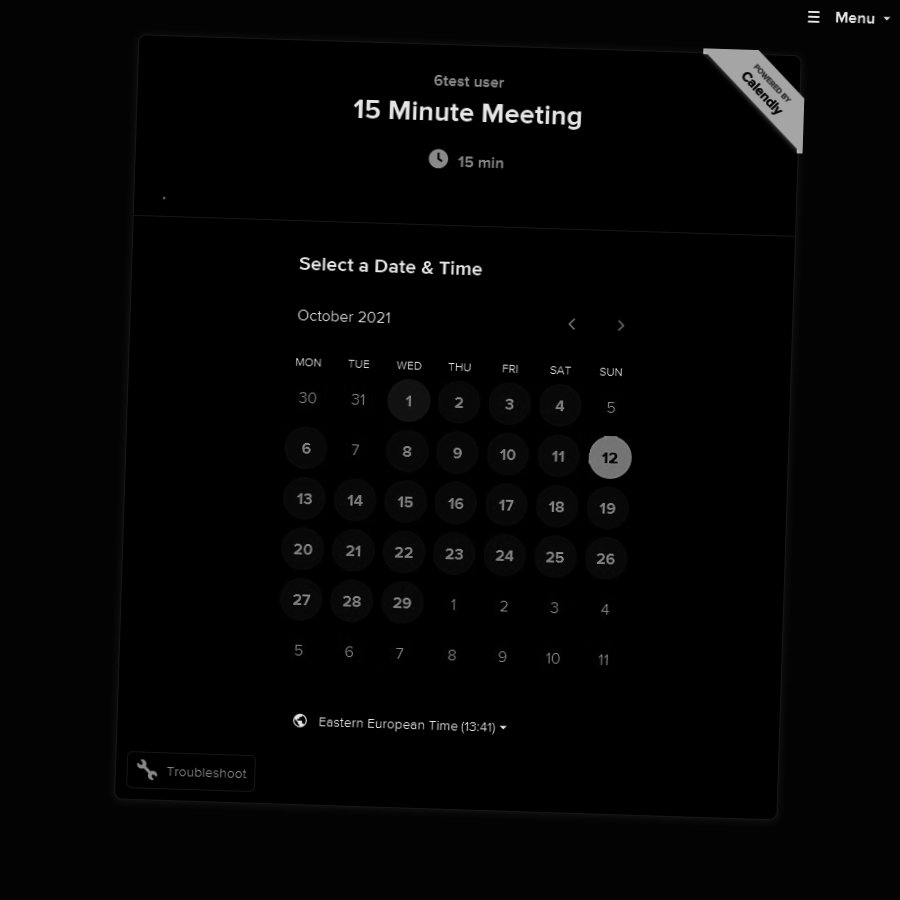 ☰ Menu
POWERED BY
Calendly
6test user
15 Minute Meeting
15 min
Select a Date & Time
October 2021
MON TUE WED THU FRI SAT SUN
30 31 1 2 3 4 5
6 7 8 9 10 11 12
13 14 15 16 17 18 19
20 21 22 23 24 25 26
27 28 29 1 2 3 4
5 6 7 8 9 10 11
Eastern European Time (13:41)
Troubleshoot